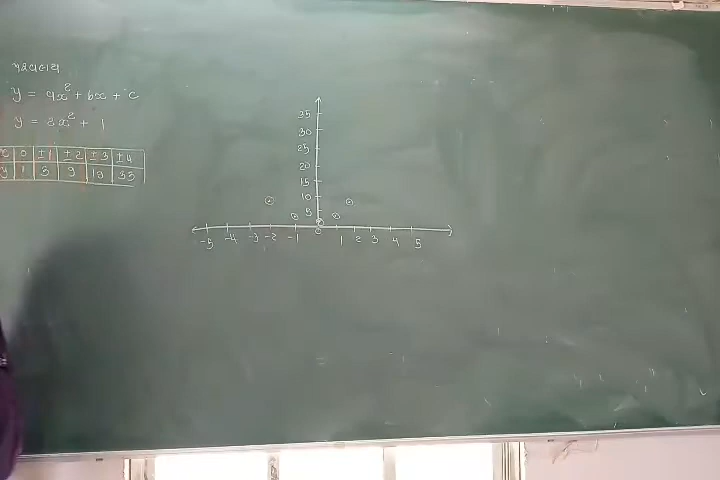 પરવલય
y = ax² + bx + c
y = 2x² + 1
x 0 ±1 ±2 ±3 ±4
y 1 3 9 19 33
35
30
25
20
15
10
5
0
-5 -4 -3 -2 -1 1 2 3 4 5